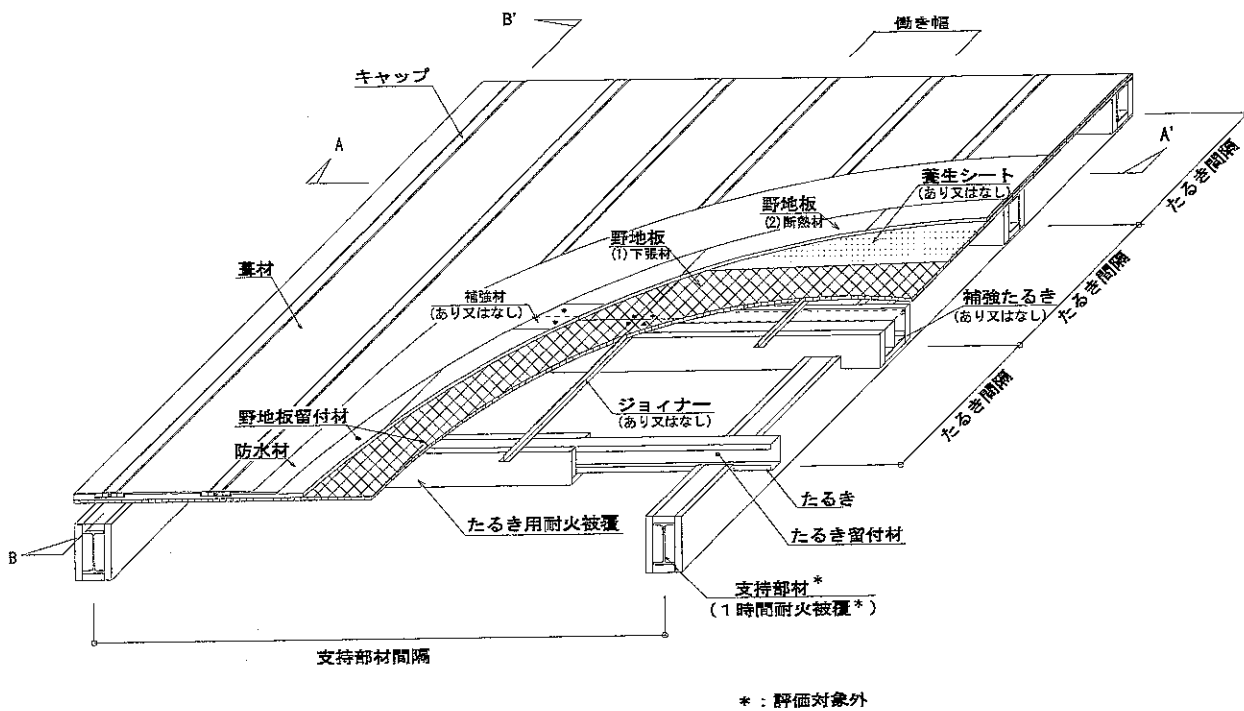 B'
働き幅
キャップ
A
A'
養生シート
(あり又はなし)
たるき間隔
野地板
(2)断熱材
野地板
(1)下張材
葺材
補強材
(あり又はなし)
補強たるき
(あり又はなし)
たるき間隔
ジョイナー
(あり又はなし)
たるき間隔
野地板留付材
防水材
たるき
たるき用耐火被覆
たるき留付材
B
支持部材*
(1時間耐火被覆*)
支持部材間隔
*:評価対象外